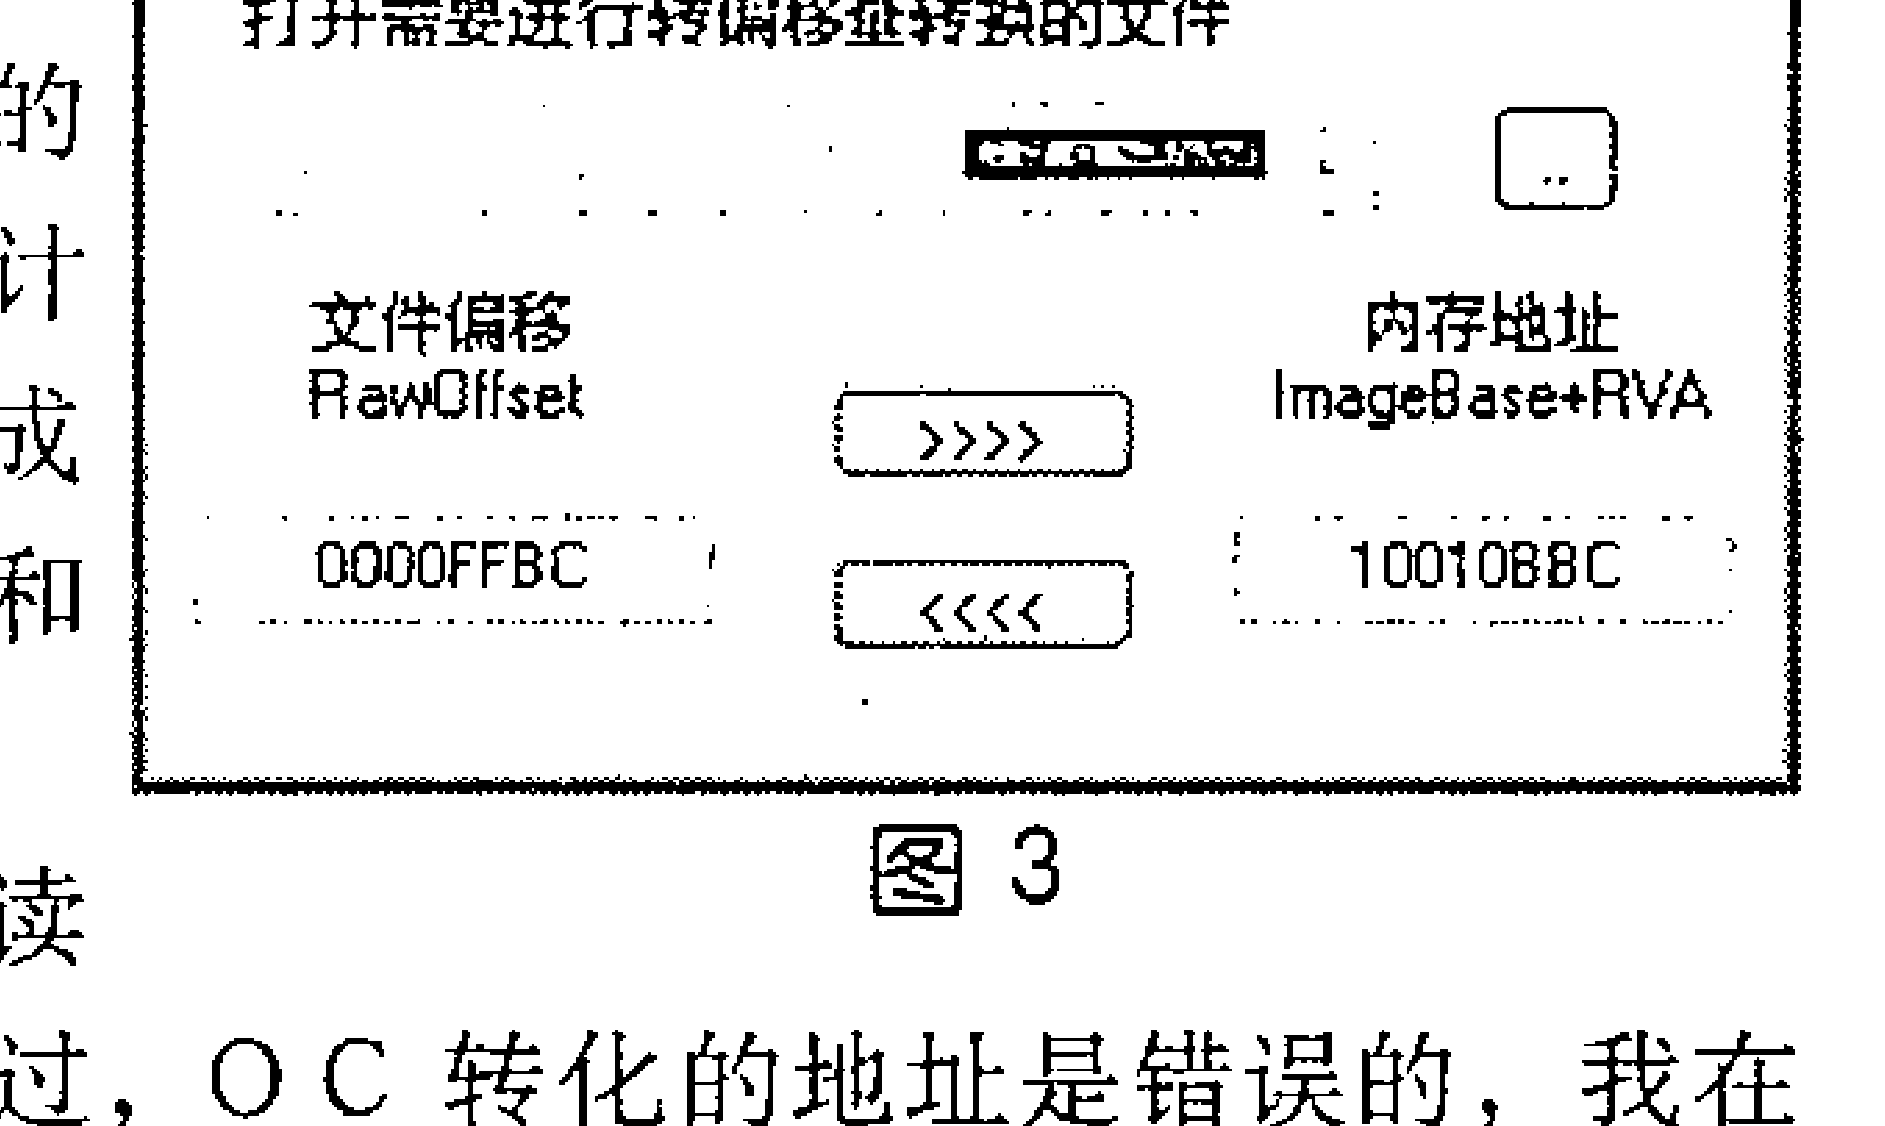 打开需要进行转偏移量转换的文件
的
..
计
文件偏移 内存地址
RawOffset ImageBase+RVA
成
>>>>
0000FFBC 10010BBC
和
<<<<
图 3
读
过，OC 转化的地址是错误的，我在